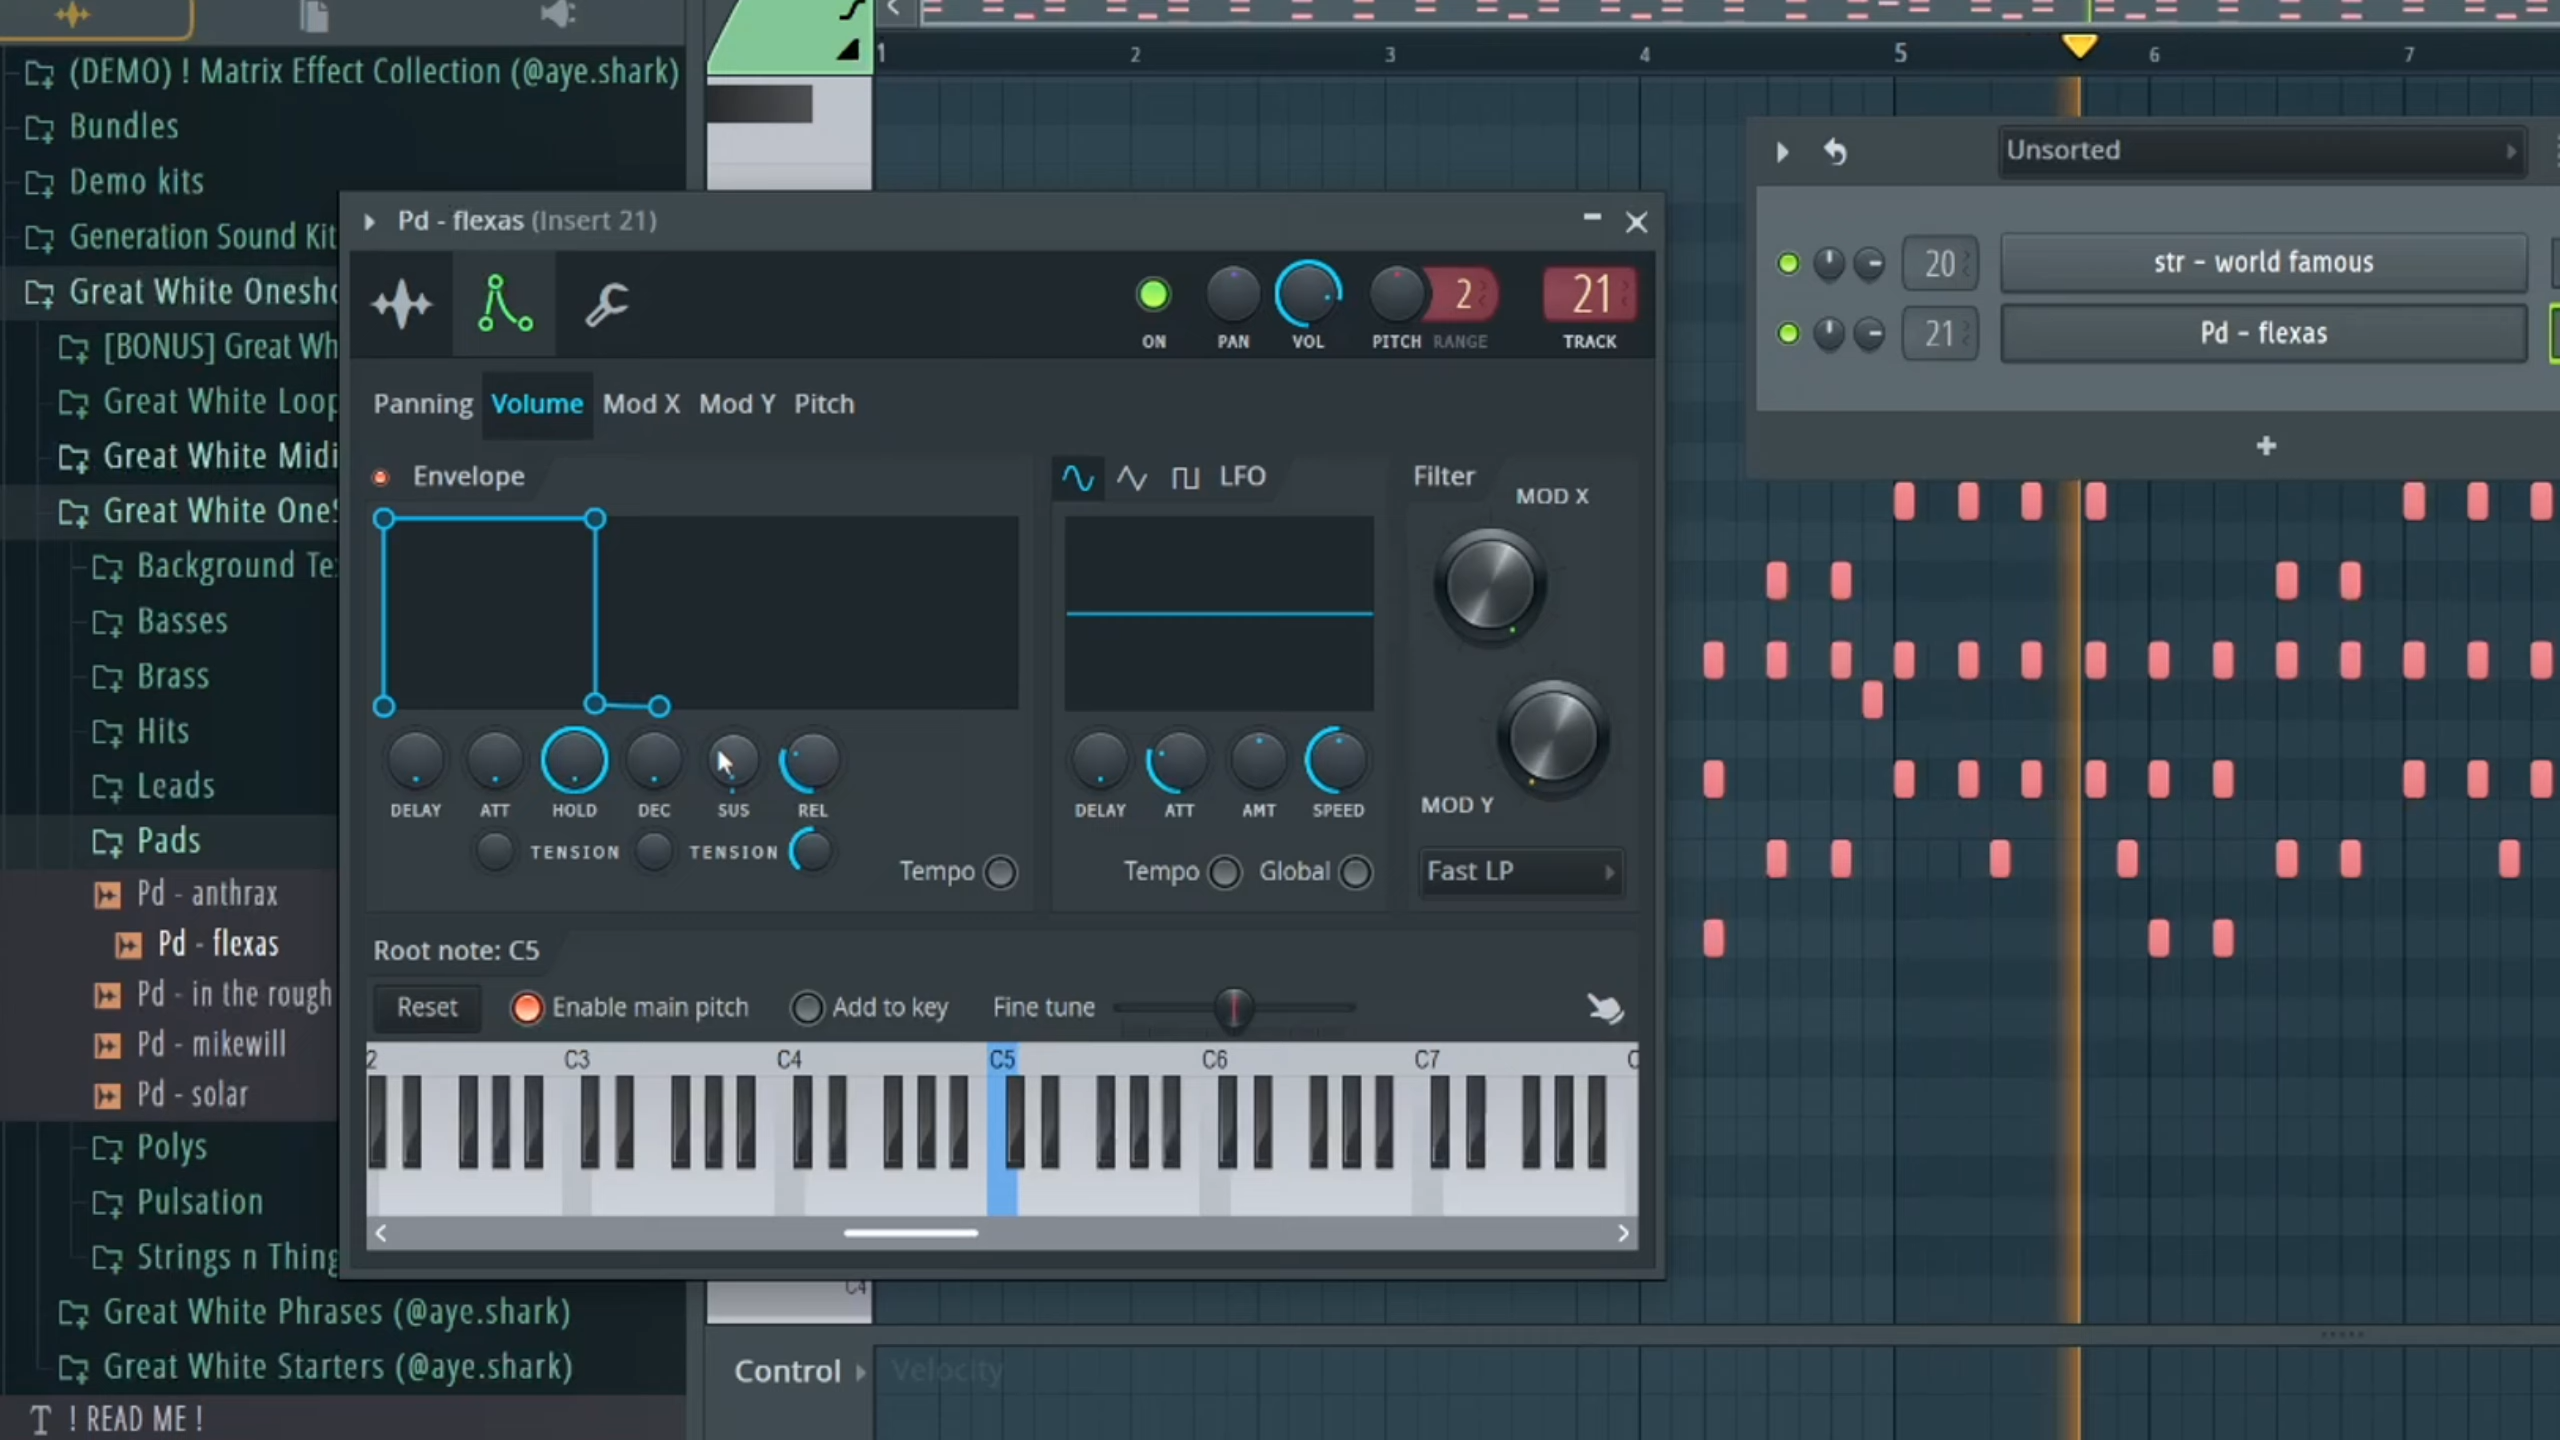 (DEMO) ! Matrix Effect Collection (@aye.shark)
Bundles
Demo kits
Generation Sound Kit
Great White Onesho
[BONUS] Great Wh
Great White Loop
Great White Midi
Great White OneS
Background Te
Basses
Brass
Hits
Leads
Pads
Pd - anthrax
Pd - flexas
Pd - in the rough
Pd - mikewill
Pd - solar
Polys
Pulsation
Strings n Thing
Great White Phrases (@aye.shark)
Great White Starters (@aye.shark)
! READ ME !
1 2 3 4 5 6 7
Unsorted
20 str - world famous
21 Pd - flexas
+
Pd - flexas (Insert 21)
2 21
ON PAN VOL PITCH RANGE TRACK
Panning Volume Mod X Mod Y Pitch
Envelope
LFO
Filter
MOD X
DELAY ATT HOLD DEC SUS REL
TENSION TENSION
Tempo
DELAY ATT AMT SPEED
Tempo Global
MOD Y
Fast LP
Root note: C5
Reset Enable main pitch Add to key Fine tune
2 C3 C4 C5 C6 C7 C
C4
Control Velocity